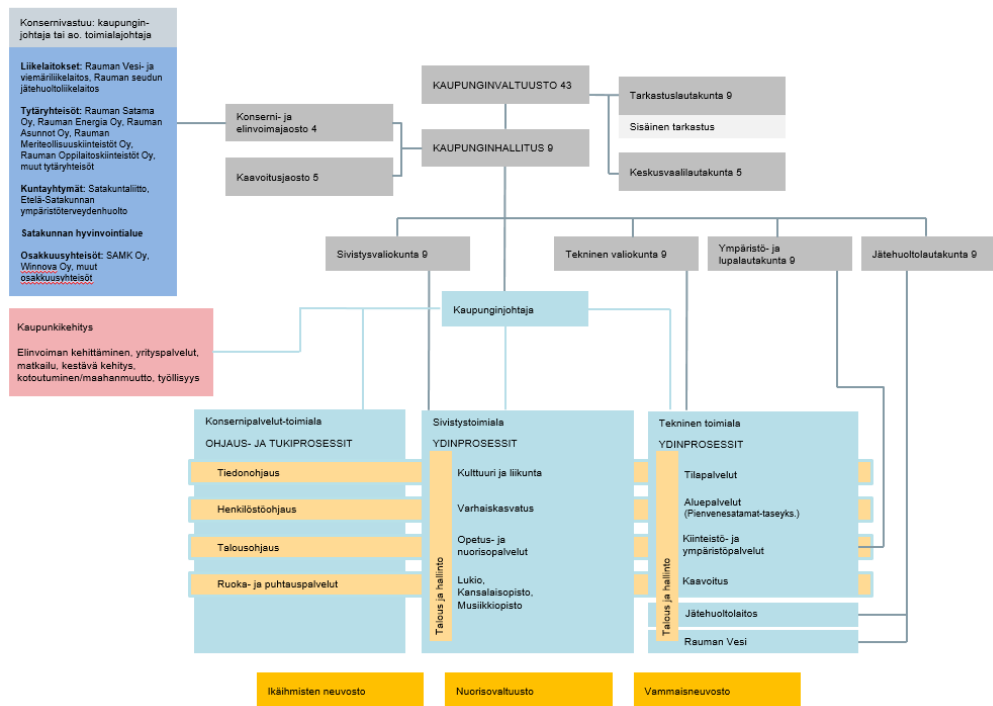 Konsernivastuu: kaupungin-
johtaja tai ao. toimialajohtaja
Liikelaitokset: Rauman Vesi- ja
viemäriliikelaitos, Rauman seudun
jätehuoltoliikelaitos
Tytäryhteisöt: Rauman Satama
Oy, Rauman Energia Oy, Rauman
Asunnot Oy, Rauman
Meriteollisuuskiinteistöt Oy,
Rauman Oppilaitoskiinteistöt Oy,
muut tytäryhteisöt
Kuntayhtymät: Satakuntaliitto,
Etelä-Satakunnan
ympäristöterveydenhuolto
Satakunnan hyvinvointialue
Osakkuusyhteisöt: SAMK Oy,
Winnova Oy, muut
osakkuusyhteisöt
KAUPUNGINVALTUUSTO 43
Tarkastuslautakunta 9
Sisäinen tarkastus
Konserni- ja
elinvoimajaosto 4
KAUPUNGINHALLITUS 9
Kaavoitusjaosto 5
Keskusvaalilautakunta 5
Sivistysvaliokunta 9
Tekninen valiokunta 9
Ympäristö- ja
lupalautakunta 9
Jätehuoltolautakunta 9
Kaupunginjohtaja
Kaupunkikehitys
Elinvoiman kehittäminen, yrityspalvelut,
matkailu, kestävä kehitys,
kotoutuminen/maahanmuutto, työllisyys
Konsernipalvelut-toimiala
OHJAUS- JA TUKIPROSESSIT
Tiedonohjaus
Henkilöstöohjaus
Talousohjaus
Ruoka- ja puhtauspalvelut
Sivistystoimiala
YDINPROSESSIT
Talous ja hallinto
Kulttuuri ja liikunta
Varhaiskasvatus
Opetus- ja
nuorisopalvelut
Lukio,
Kansalaisopisto,
Musiikkiopisto
Tekninen toimiala
YDINPROSESSIT
Talous ja hallinto
Tilapalvelut
Aluepalvelut
(Pienvenesatamat-taseyks.)
Kiinteistö- ja
ympäristöpalvelut
Kaavoitus
Jätehuoltolaitos
Rauman Vesi
Ikäihmisten neuvosto
Nuorisovaltuusto
Vammaisneuvosto